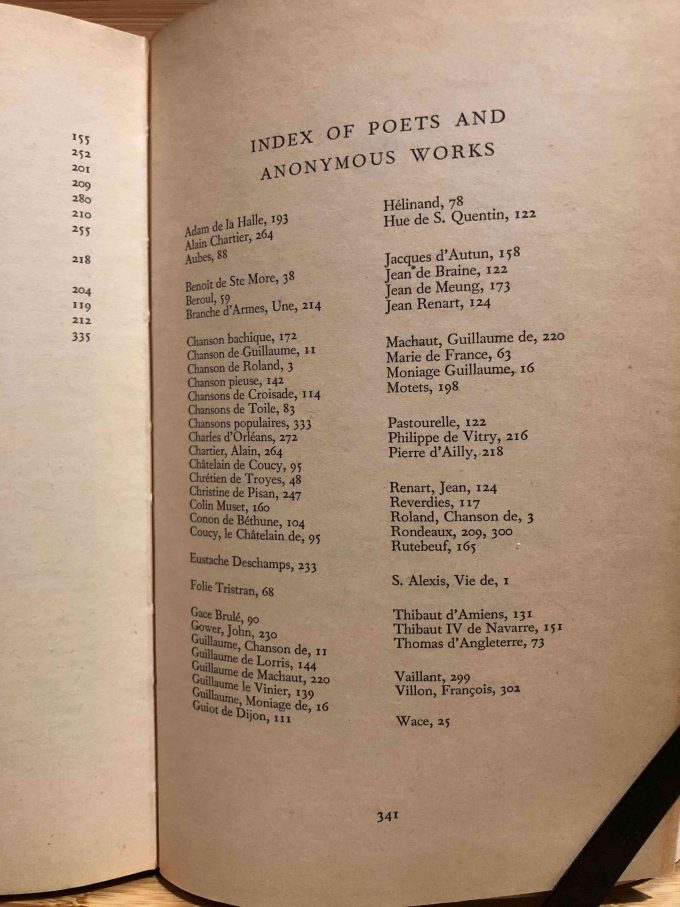 155
252
201
209
280
210
255
218
204
119
212
335
INDEX OF POETS AND
ANONYMOUS WORKS
Adam de la Halle, 193
Alain Chartier, 264
Aubes, 88
Benoît de Ste More, 38
Beroul, 59
Branche d'Armes, Une, 214
Chanson bachique, 172
Chanson de Guillaume, 11
Chanson de Roland, 3
Chanson pieuse, 142
Chansons de Croisade, 114
Chansons de Toile, 83
Chansons populaires, 333
Charles d'Orléans, 272
Chartier, Alain, 264
Châtelain de Coucy, 95
Chrétien de Troyes, 48
Christine de Pisan, 247
Colin Muset, 160
Conon de Béthune, 104
Coucy, le Châtelain de, 95
Eustache Deschamps, 233
Folie Tristran, 68
Gace Brulé, 90
Gower, John, 230
Guillaume, Chanson de, 11
Guillaume de Lorris, 144
Guillaume de Machaut, 220
Guillaume le Vinier, 139
Guillaume, Moniage de, 16
Guiot de Dijon, 111
Hélinand, 78
Hue de S. Quentin, 122
Jacques d'Autun, 158
Jean de Braine, 122
Jean de Meung, 173
Jean Renart, 124
Machaut, Guillaume de, 220
Marie de France, 63
Moniage Guillaume, 16
Motets, 198
Pastourelle, 122
Philippe de Vitry, 216
Pierre d'Ailly, 218
Renart, Jean, 124
Reverdies, 117
Roland, Chanson de, 3
Rondeaux, 209, 300
Rutebeuf, 165
S. Alexis, Vie de, 1
Thibaut d'Amiens, 131
Thibaut IV de Navarre, 151
Thomas d'Angleterre, 73
Vaillant, 299
Villon, François, 302
Wace, 25
341